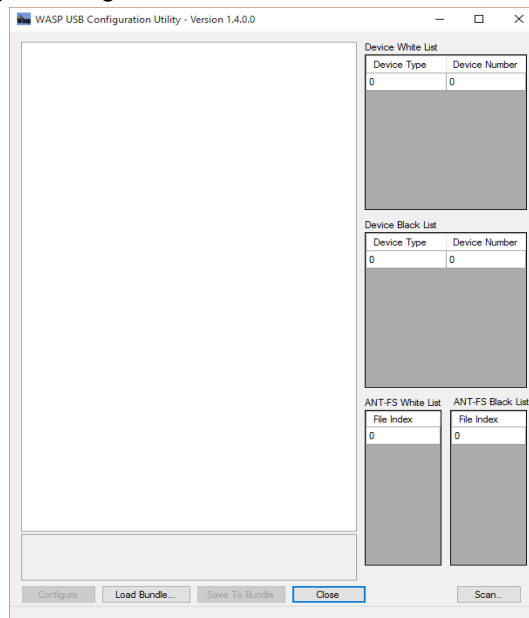 WASP USB Configuration Utility - Version 1.4.0.0
Device White List
Device Type Device Number
0 0
Device Black List
Device Type Device Number
0 0
ANT-FS White List ANT-FS Black List
File Index File Index
0 0
Configure Load Bundle... Save To Bundle Close Scan..